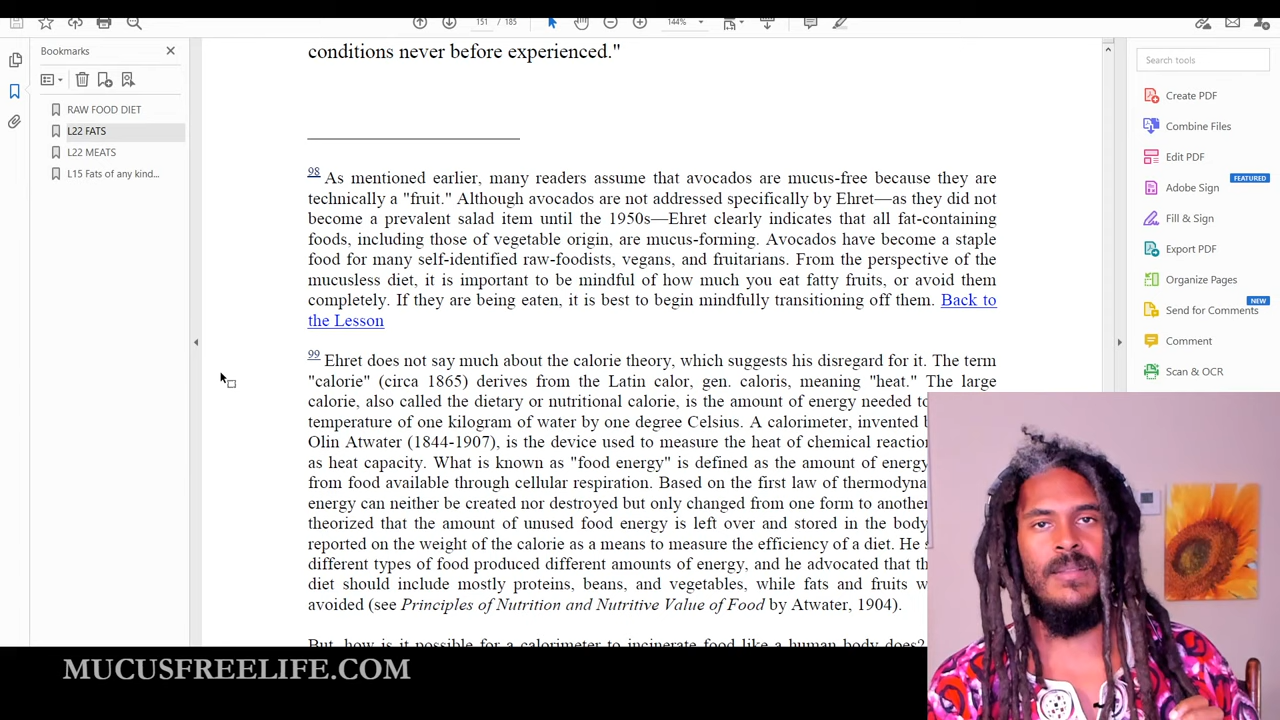 151 / 185
144%
Bookmarks
RAW FOOD DIET
L22 FATS
L22 MEATS
L15 Fats of any kind...
conditions never before experienced."
98 As mentioned earlier, many readers assume that avocados are mucus-free because they are
technically a "fruit." Although avocados are not addressed specifically by Ehret—as they did not
become a prevalent salad item until the 1950s—Ehret clearly indicates that all fat-containing
foods, including those of vegetable origin, are mucus-forming. Avocados have become a staple
food for many self-identified raw-foodists, vegans, and fruitarians. From the perspective of the
mucusless diet, it is important to be mindful of how much you eat fatty fruits, or avoid them
completely. If they are being eaten, it is best to begin mindfully transitioning off them. Back to
the Lesson
99 Ehret does not say much about the calorie theory, which suggests his disregard for it. The term
"calorie" (circa 1865) derives from the Latin calor, gen. caloris, meaning "heat." The large
calorie, also called the dietary or nutritional calorie, is the amount of energy needed to
temperature of one kilogram of water by one degree Celsius. A calorimeter, invented
Olin Atwater (1844-1907), is the device used to measure the heat of chemical
as heat capacity. What is known as "food energy" is defined as the amount of energy
from food available through cellular respiration. Based on the first law of
energy can neither be created nor destroyed but only changed from one form to another
theorized that the amount of unused food energy is left over and stored in the body
reported on the weight of the calorie as a means to measure the efficiency of a diet. He
different types of food produced different amounts of energy, and he advocated that
diet should include mostly proteins, beans, and vegetables, while fats and fruits
avoided (see Principles of Nutrition and Nutritive Value of Food by Atwater, 1904).
But, how is it possible for a calorimeter to incinerate food like a human body does?
Search tools
Create PDF
Combine Files
Edit PDF
FEATURED
Adobe Sign
Fill & Sign
Export PDF
Organize Pages
NEW
Send for Comments
Comment
Scan & OCR
MUCUSFREELIFE.COM